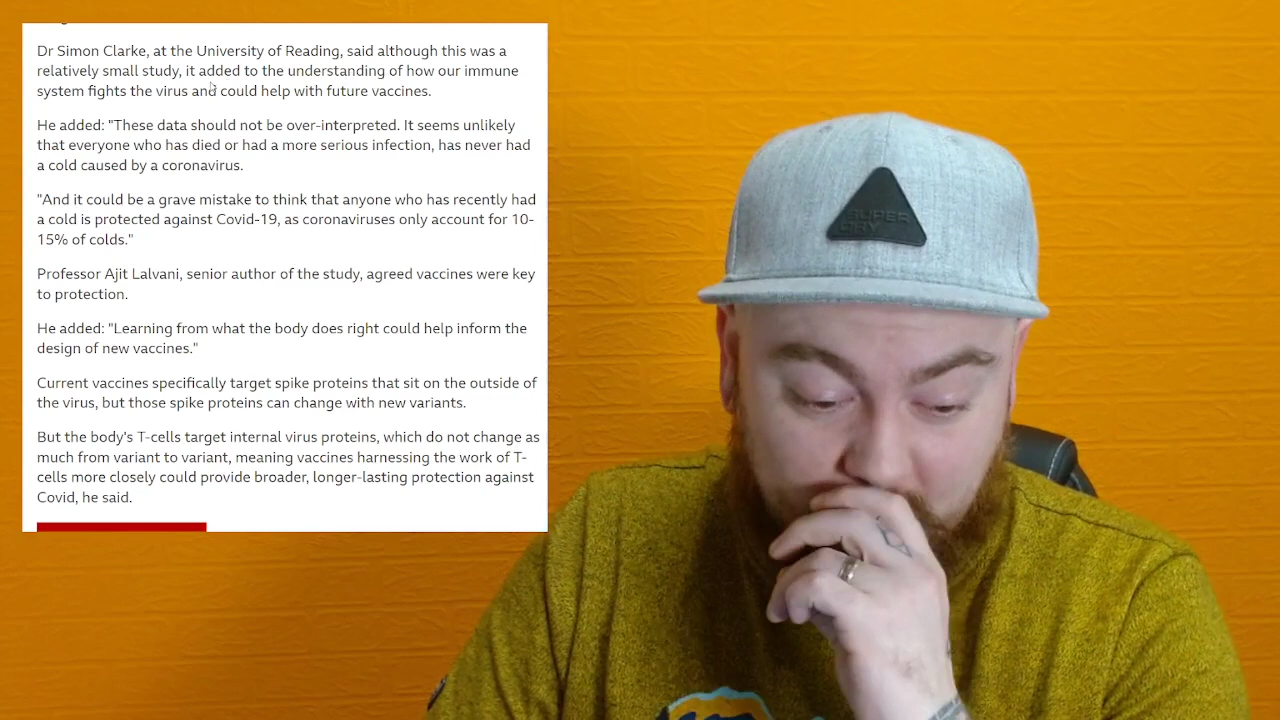 Dr Simon Clarke, at the University of Reading, said although this was a
relatively small study, it added to the understanding of how our immune
system fights the virus and could help with future vaccines.
He added: "These data should not be over-interpreted. It seems unlikely
that everyone who has died or had a more serious infection, has never had
a cold caused by a coronavirus.
"And it could be a grave mistake to think that anyone who has recently had
a cold is protected against Covid-19, as coronaviruses only account for 10-
15% of colds."
Professor Ajit Lalvani, senior author of the study, agreed vaccines were key
to protection.
He added: "Learning from what the body does right could help inform the
design of new vaccines."
Current vaccines specifically target spike proteins that sit on the outside of
the virus, but those spike proteins can change with new variants.
But the body's T-cells target internal virus proteins, which do not change as
much from variant to variant, meaning vaccines harnessing the work of T-
cells more closely could provide broader, longer-lasting protection against
Covid, he said.
SUPER
DRY